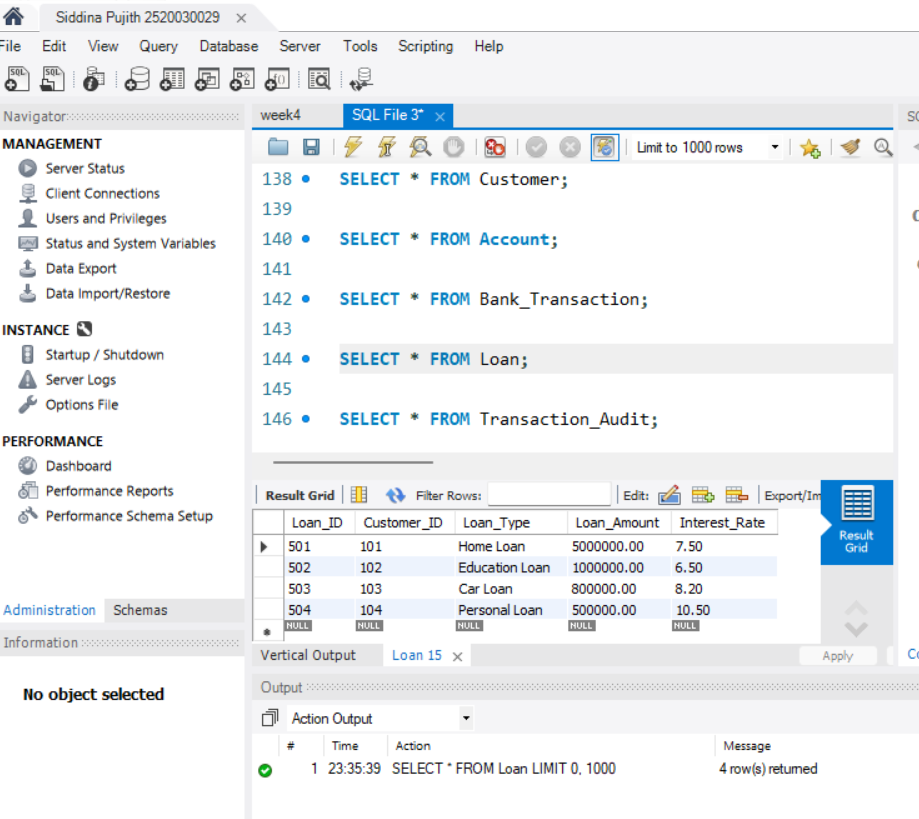 Siddina Pujith 2520030029
File Edit View Query Database Server Tools Scripting Help
Navigator
MANAGEMENT
Server Status
Client Connections
Users and Privileges
Status and System Variables
Data Export
Data Import/Restore
INSTANCE
Startup / Shutdown
Server Logs
Options File
PERFORMANCE
Dashboard
Performance Reports
Performance Schema Setup
Administration Schemas
Information
No object selected
week4 SQL File 3*
Limit to 1000 rows
138 SELECT * FROM Customer;
139
140 SELECT * FROM Account;
141
142 SELECT * FROM Bank_Transaction;
143
144 SELECT * FROM Loan;
145
146 SELECT * FROM Transaction_Audit;
Result Grid Filter Rows: Edit: Export/Im
Loan_ID Customer_ID Loan_Type Loan_Amount Interest_Rate
501 101 Home Loan 5000000.00 7.50
502 102 Education Loan 1000000.00 6.50
503 103 Car Loan 800000.00 8.20
504 104 Personal Loan 500000.00 10.50
NULL NULL NULL NULL NULL
Result
Grid
Vertical Output Loan 15 Apply
Output
Action Output
# Time Action Message
1 23:35:39 SELECT * FROM Loan LIMIT 0, 1000 4 row(s) returned